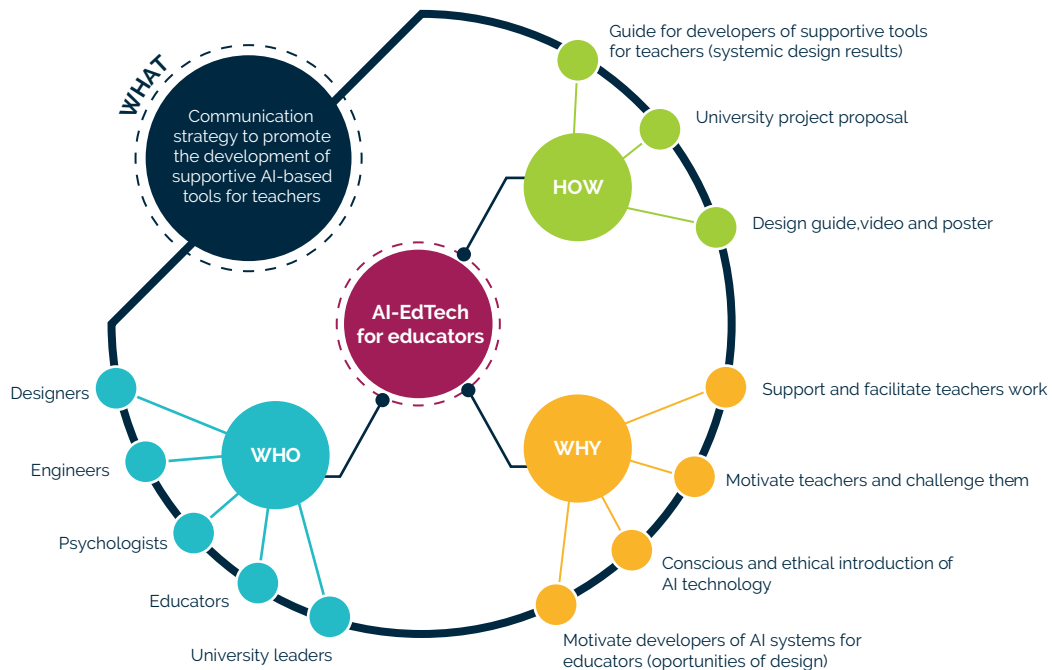 WHAT
Communication
strategy to promote
the development of
supportive AI-based
tools for teachers
Guide for developers of supportive tools
for teachers (systemic design results)
University project proposal
HOW
Design guide,video and poster
AI-EdTech
for educators
Designers
Engineers
Psychologists
Educators
University leaders
WHO
WHY
Support and facilitate teachers work
Motivate teachers and challenge them
Conscious and ethical introduction of
AI technology
Motivate developers of AI systems for
educators (oportunities of design)